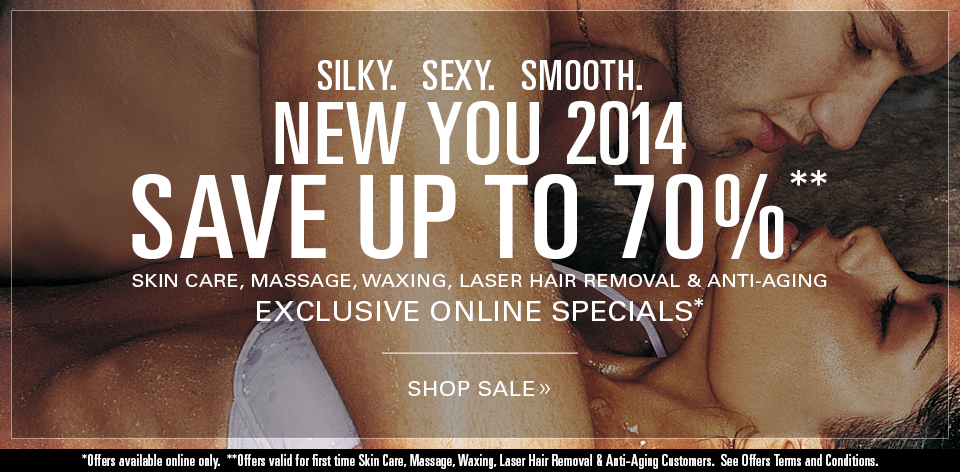 SILKY. SEXY. SMOOTH.
NEW YOU 2014
SAVE UP TO 70%**
SKIN CARE, MASSAGE, WAXING, LASER HAIR REMOVAL & ANTI-AGING
EXCLUSIVE ONLINE SPECIALS*
SHOP SALE»
*Offers available online only. **Offers valid for first time Skin Care, Massage, Waxing, Laser Hair Removal & Anti-Aging Customers. See Offers Terms and Conditions.